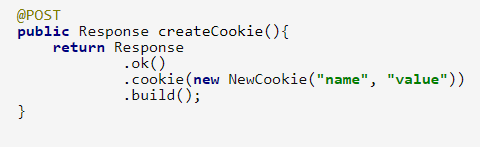 @POST
public Response createCookie(){
    return Response
            .ok()
            .cookie(new NewCookie("name", "value"))
            .build();
}